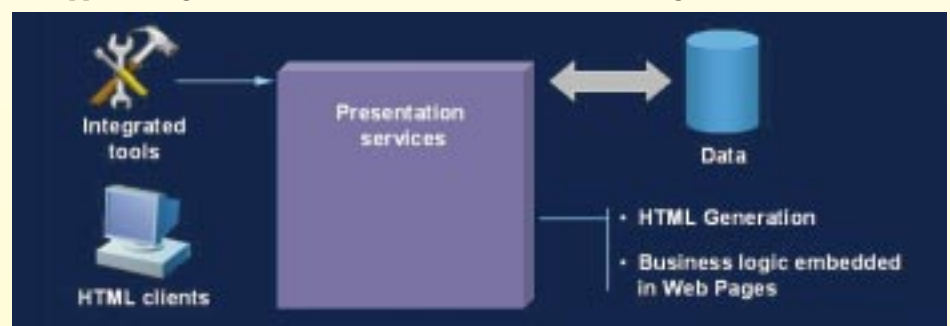 Integrated
tools
Presentation
services
Data
HTML clients
• HTML Generation
• Business logic embedded
in Web Pages